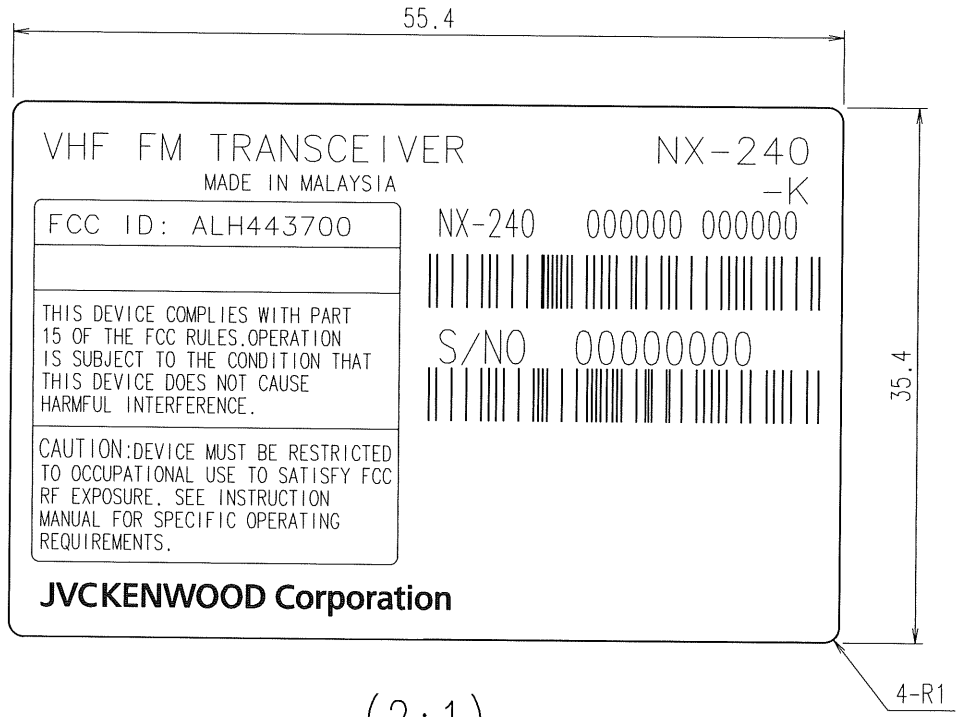 55.4
VHF FM TRANSCEIVER
NX-240
-K
MADE IN MALAYSIA
FCC ID: ALH443700
THIS DEVICE COMPLIES WITH PART
15 OF THE FCC RULES.OPERATION
IS SUBJECT TO THE CONDITION THAT
THIS DEVICE DOES NOT CAUSE
HARMFUL INTERFERENCE.
CAUTION:DEVICE MUST BE RESTRICTED
TO OCCUPATIONAL USE TO SATISFY FCC
RF EXPOSURE. SEE INSTRUCTION
MANUAL FOR SPECIFIC OPERATING
REQUIREMENTS.
NX-240 000000 000000
S/NO 00000000
JVCKENWOOD Corporation
35.4
4-R1
(2:1)